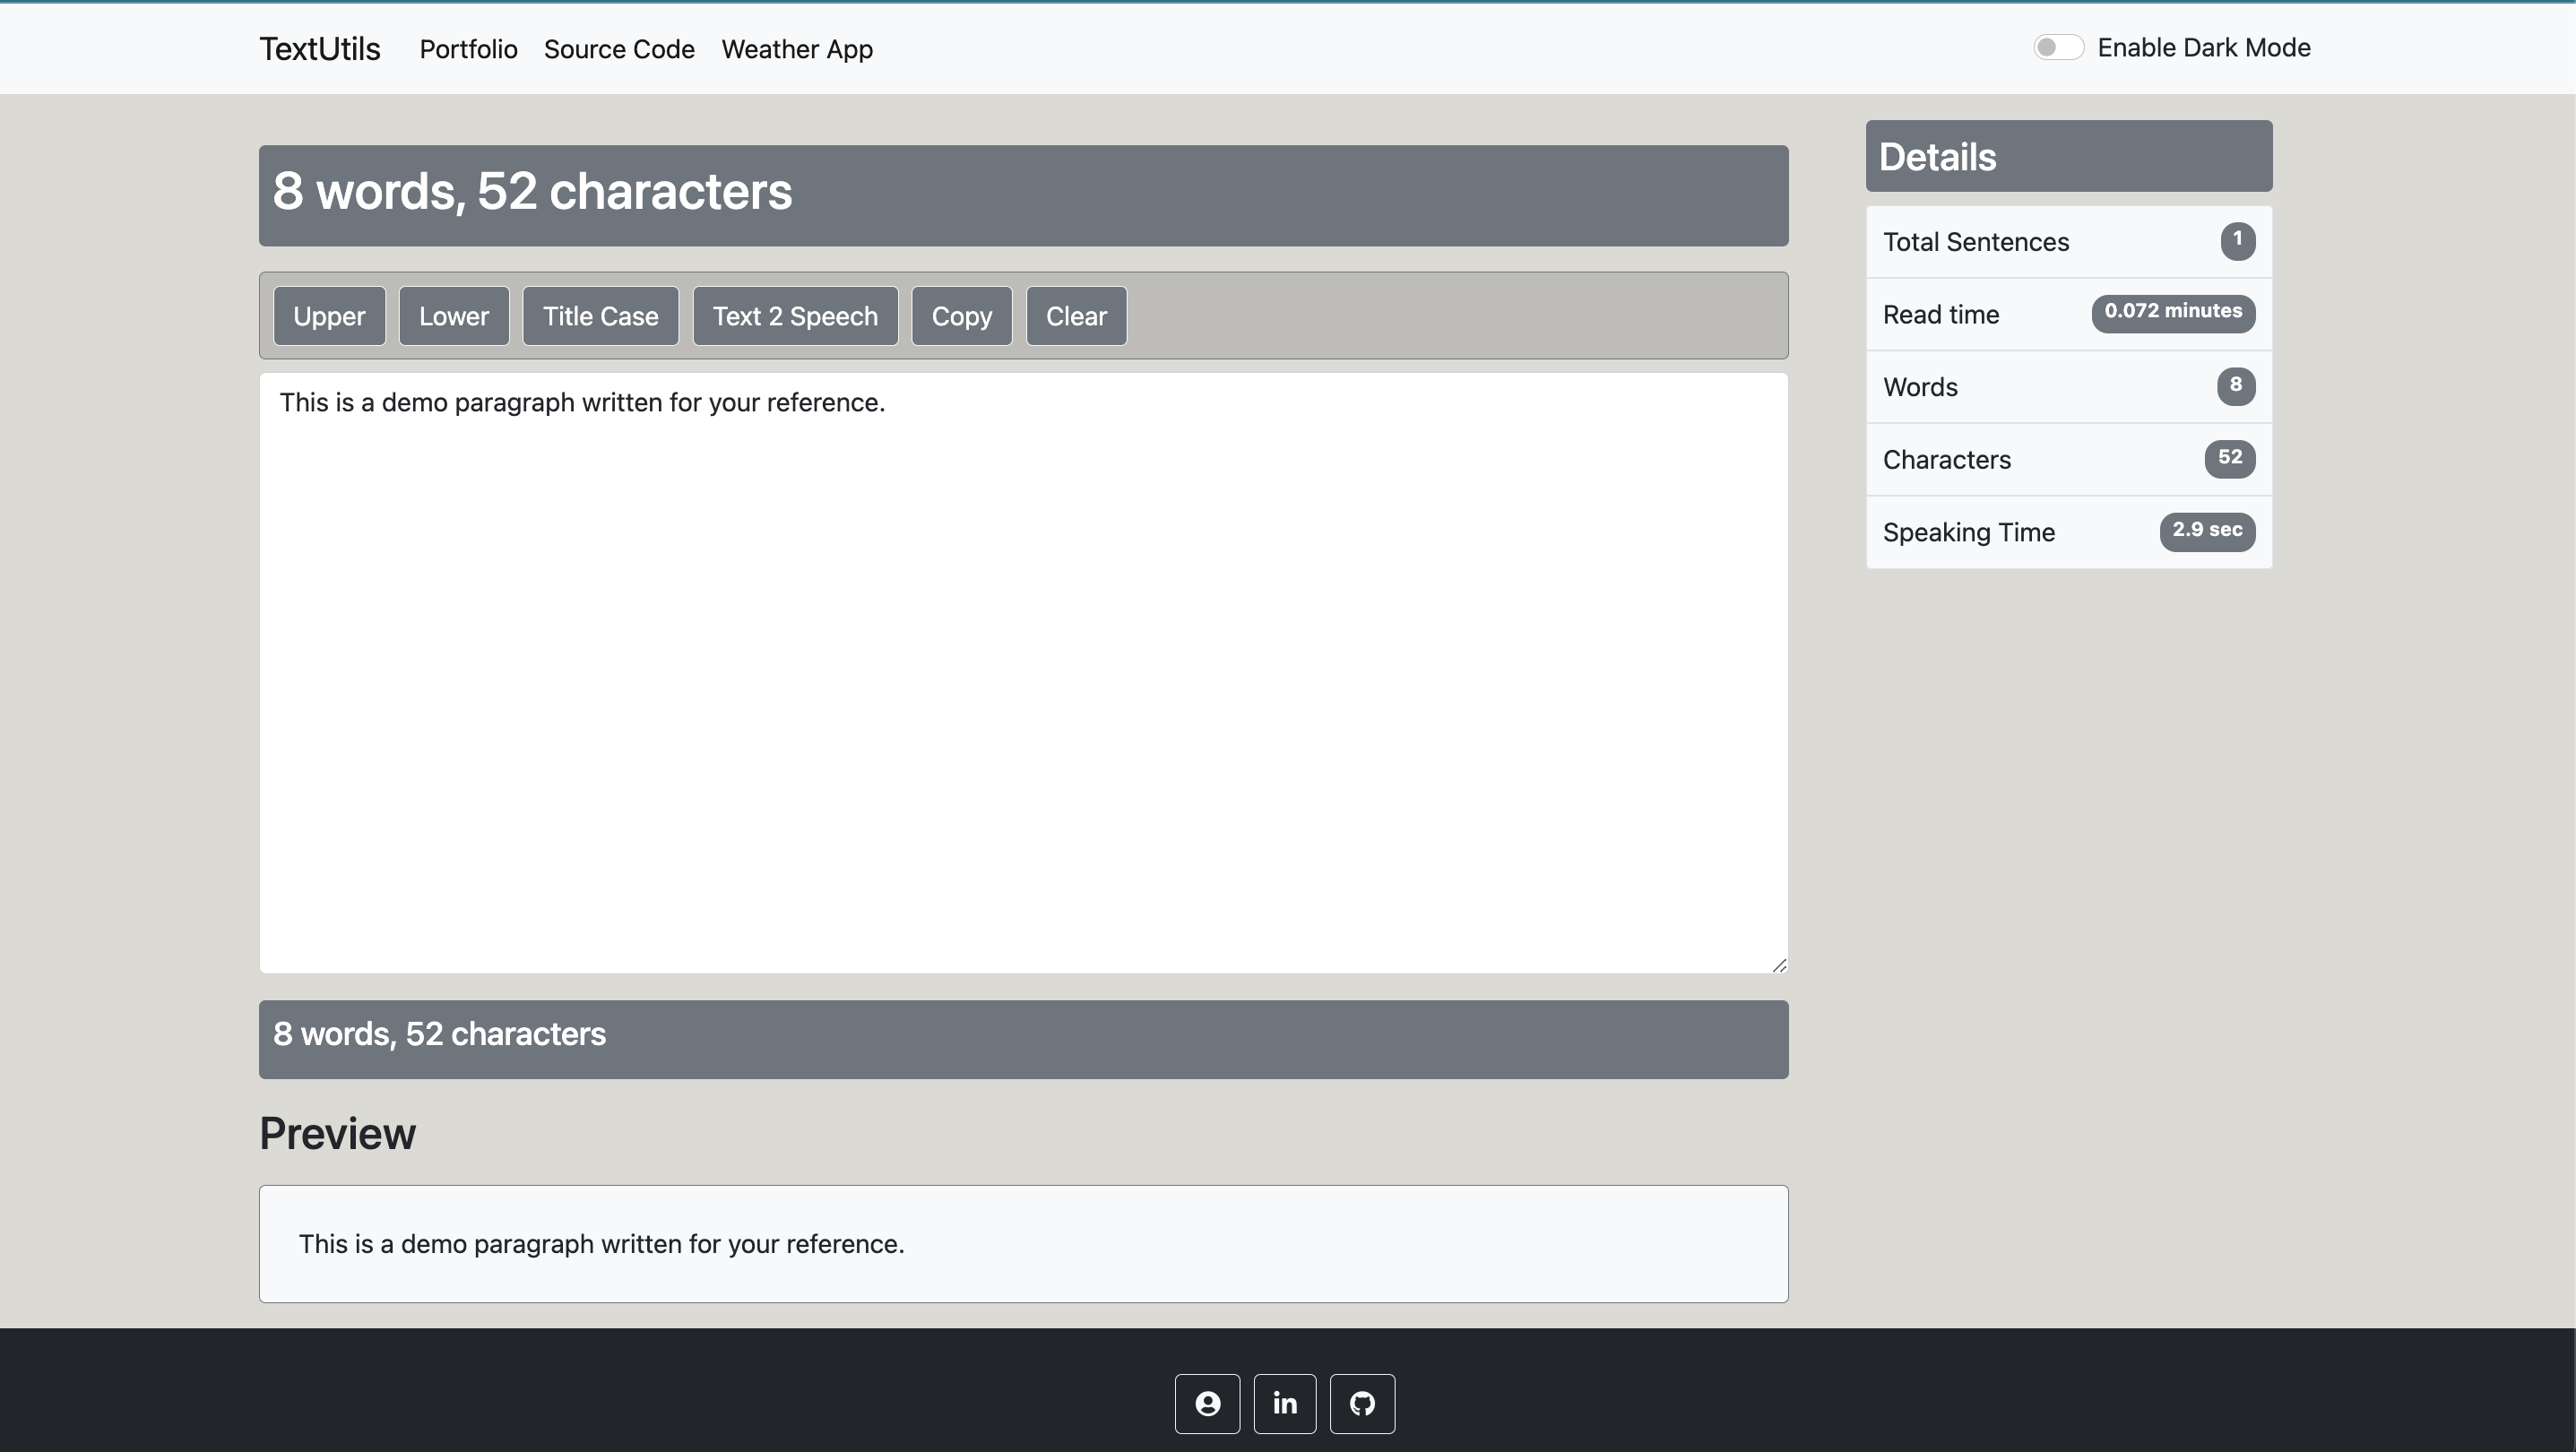 TextUtils Portfolio Source Code Weather App Enable Dark Mode
8 words, 52 characters
Upper Lower Title Case Text 2 Speech Copy Clear
This is a demo paragraph written for your reference.
8 words, 52 characters
Preview
This is a demo paragraph written for your reference.
Details
Total Sentences 1
Read time 0.072 minutes
Words 8
Characters 52
Speaking Time 2.9 sec
in